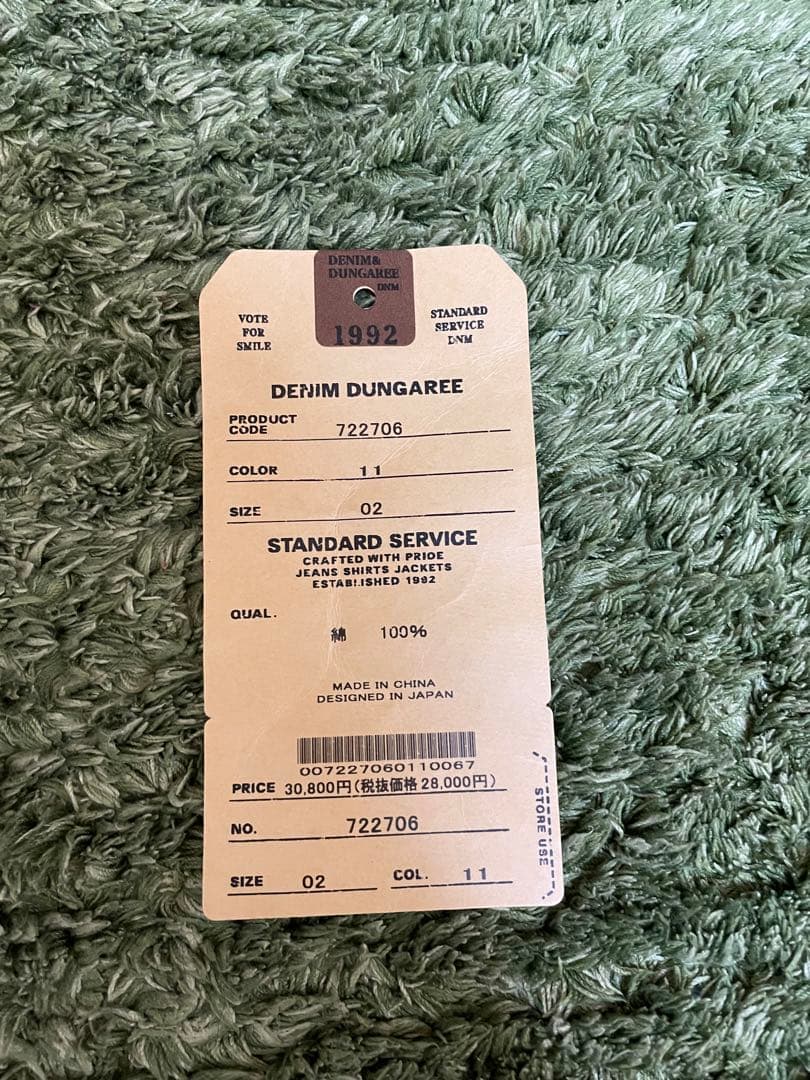 DENIM&
DUNGAREE
DNM
1992
VOTE
FOR
SMILE
STANDARD
SERVICE
DNM
DENIM DUNGAREE
PRODUCT
CODE 722706
COLOR 11
SIZE 02
STANDARD SERVICE
CRAFTED WITH PRIDE
JEANS SHIRTS JACKETS
ESTABLISHED 1992
QUAL.
綿 100%
MADE IN CHINA
DESIGNED IN JAPAN
007227060110067
PRICE 30,800円(税抜価格 28,000円)
NO. 722706
SIZE 02 COL. 11
STORE USE